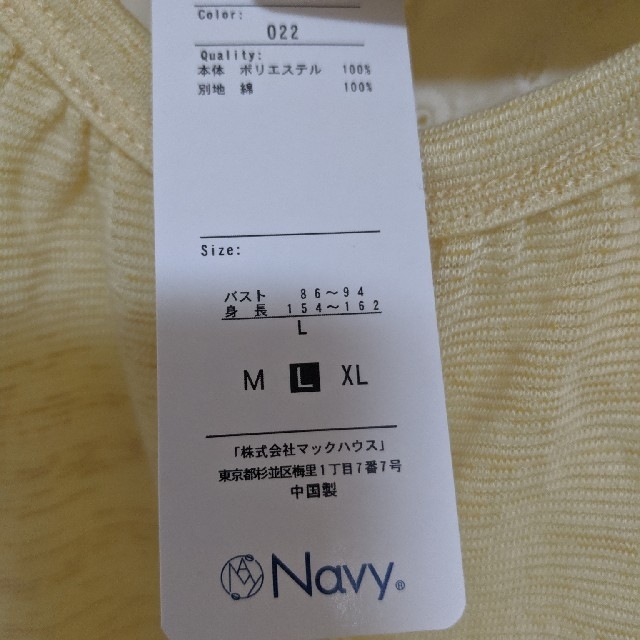 Color:
022
Quality:
本体 ポリエステル 100%
別地 綿 100%
Size:
バスト 86～94
身長 154～162
L
M L XL
「株式会社マックハウス」
東京都杉並区梅里1丁目7番7号
中国製
Navy®